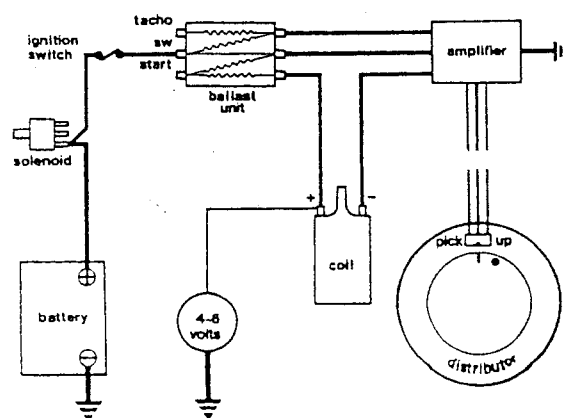 tacho
sw
start
ignition
switch
ballast
unit
amplifier
solenoid
+
-
coil
pick up
distributor
battery
4-6
volts